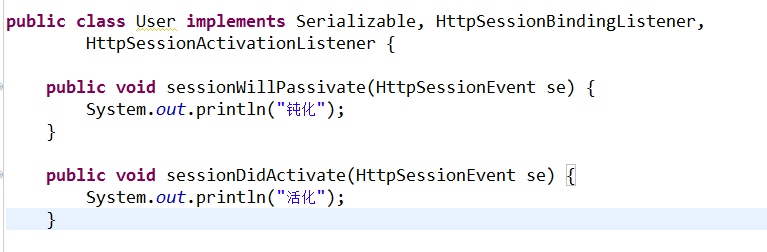 public class User implements Serializable, HttpSessionBindingListener,
HttpSessionActivationListener {
public void sessionWillPassivate(HttpSessionEvent se) {
System.out.println("钝化");
}
public void sessionDidActivate(HttpSessionEvent se) {
System.out.println("活化");
}